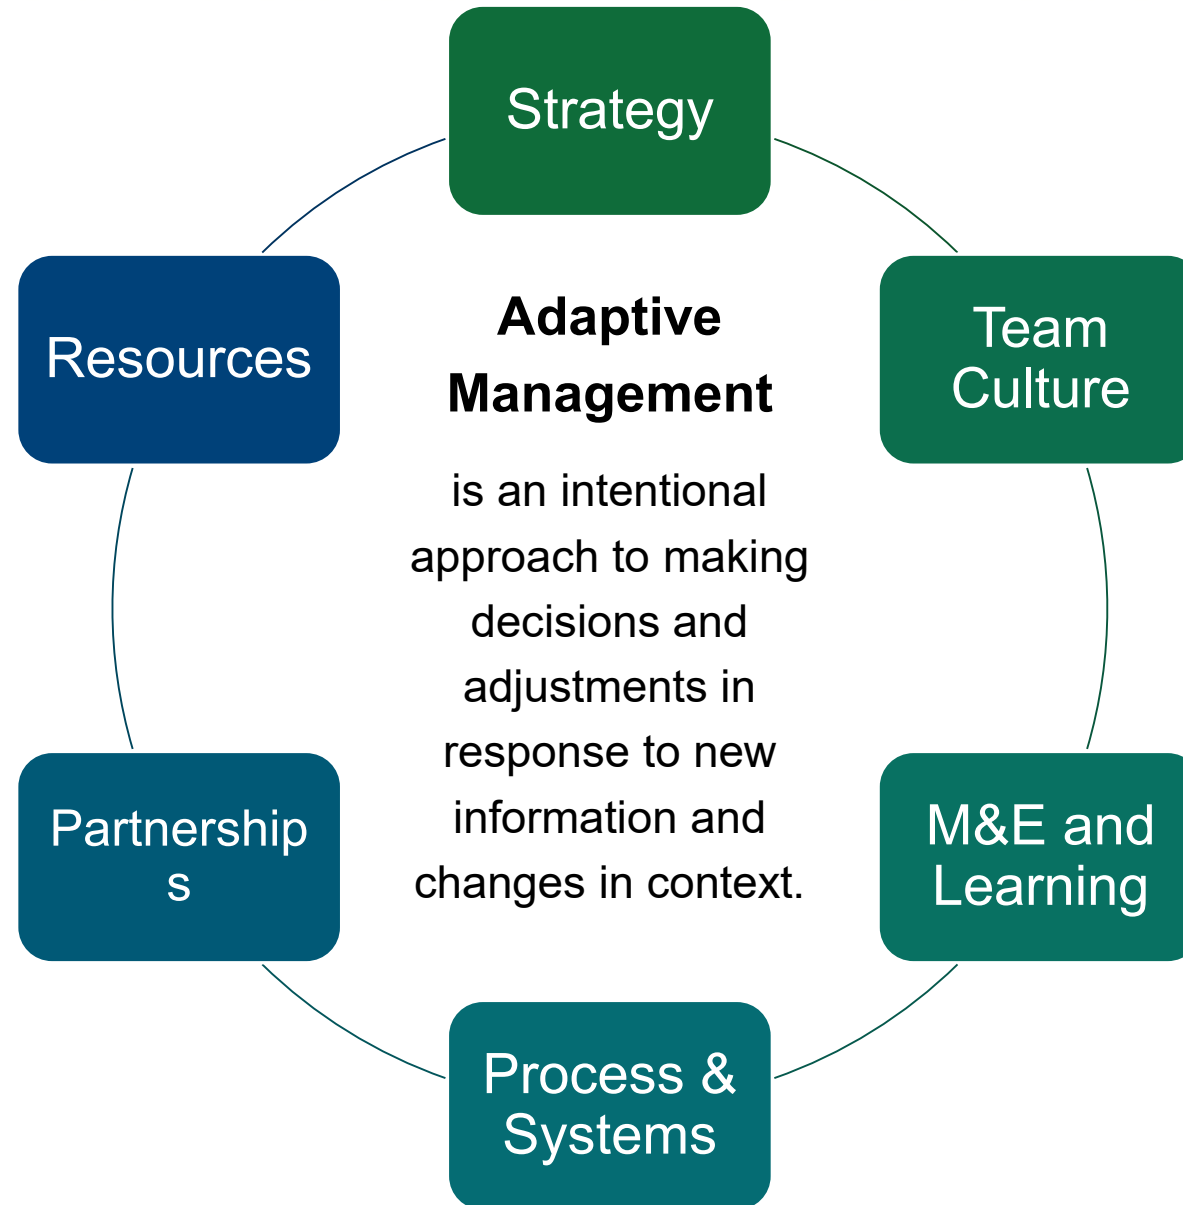 Strategy
Resources
Adaptive
Management
is an intentional
approach to making
decisions and
adjustments in
response to new
information and
changes in context.
Team
Culture
Partnership
s
M&E and
Learning
Process &
Systems